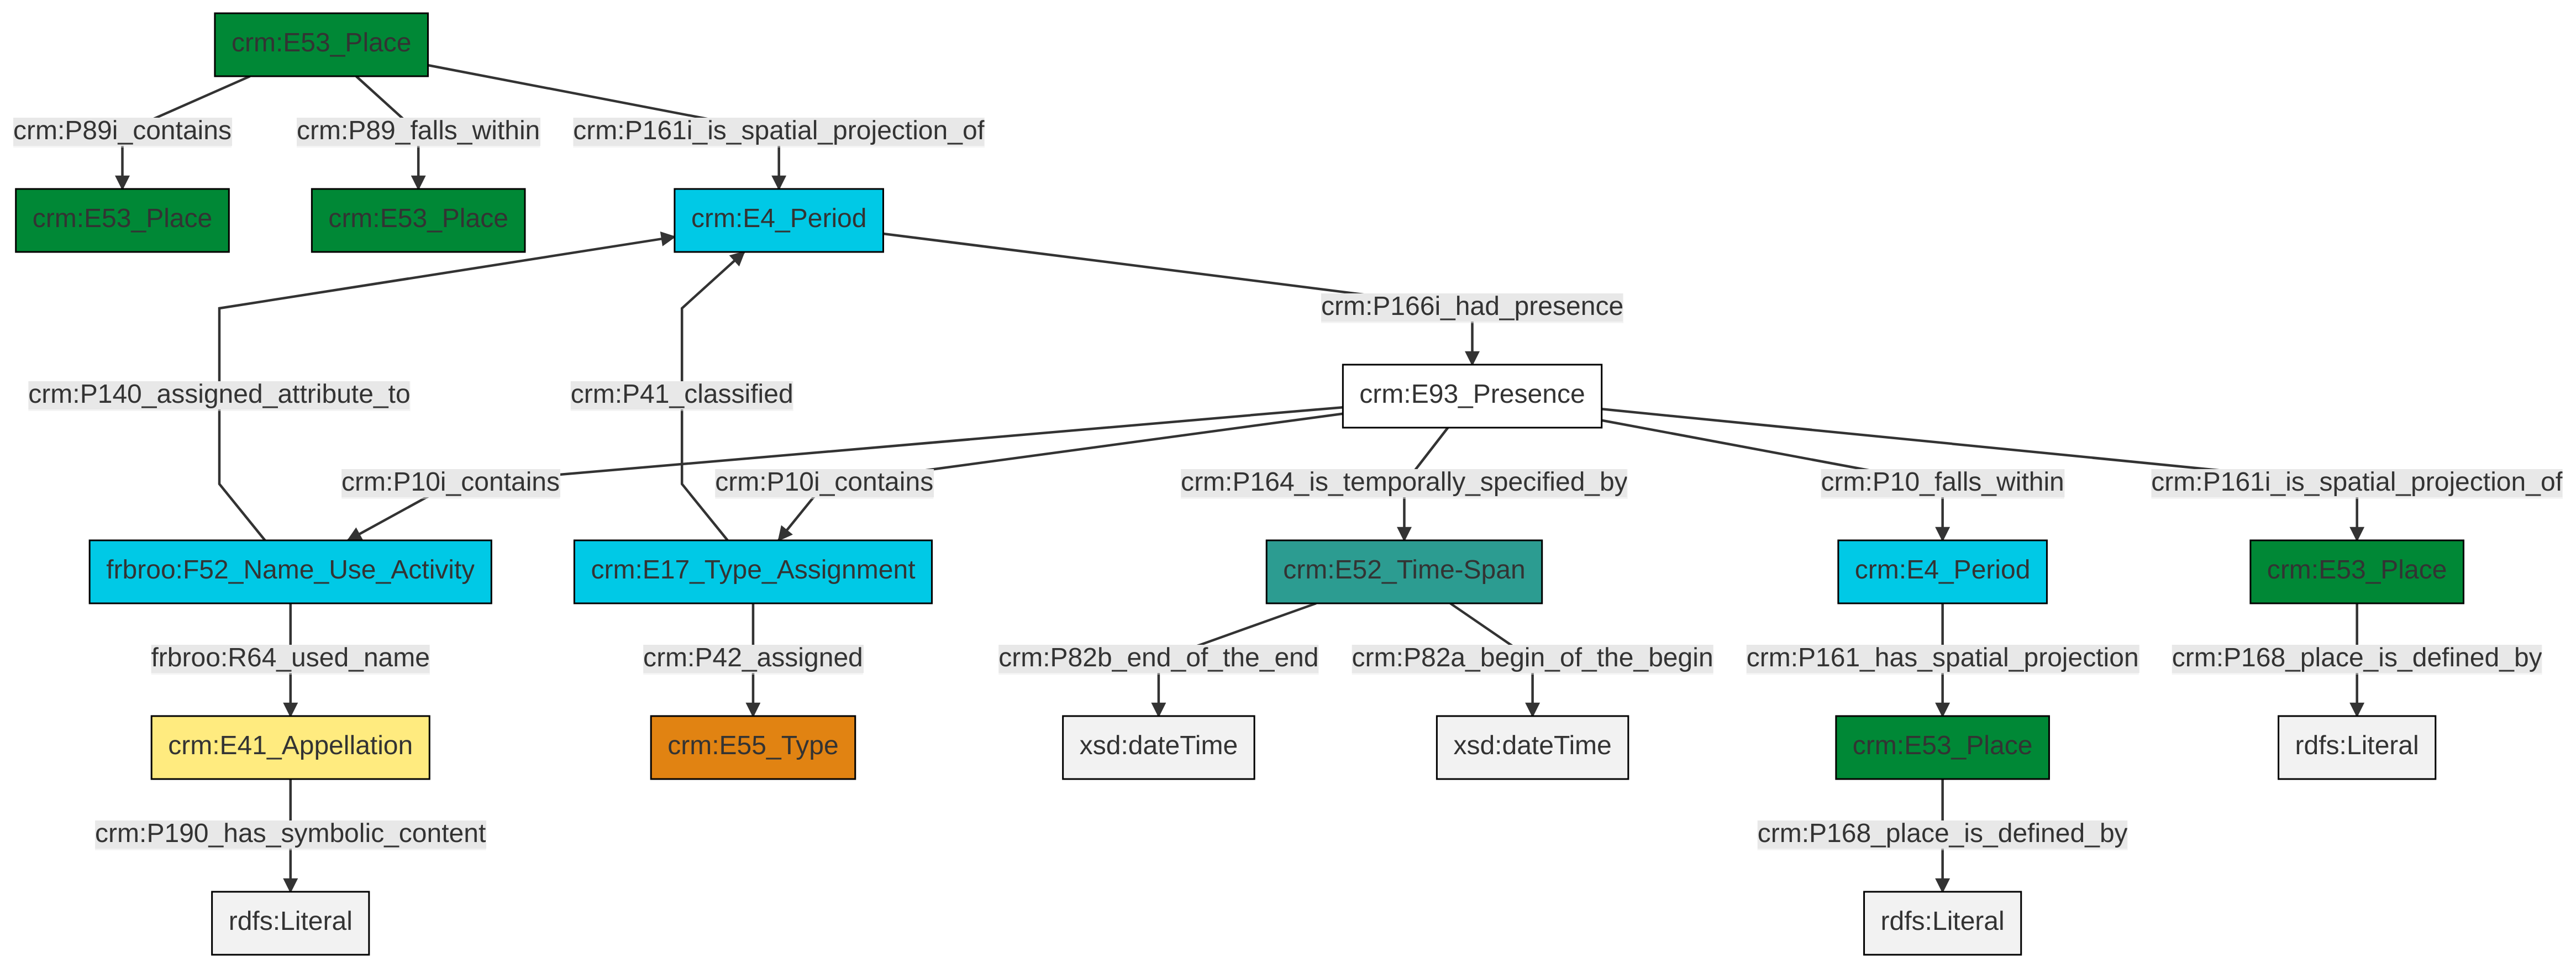 crm:E53_Place
crm:P89i_contains
crm:P89_falls_within
crm:P161i_is_spatial_projection_of
crm:E53_Place
crm:E53_Place
crm:E4_Period
crm:P166i_had_presence
crm:P140_assigned_attribute_to
crm:P41_classified
crm:E93_Presence
crm:P10i_contains
crm:P10i_contains
crm:P164_is_temporally_specified_by
crm:P10_falls_within
crm:P161i_is_spatial_projection_of
frbroo:F52_Name_Use_Activity
crm:E17_Type_Assignment
crm:E52_Time-Span
crm:E4_Period
crm:E53_Place
frbroo:R64_used_name
crm:P42_assigned
crm:P82b_end_of_the_end
crm:P82a_begin_of_the_begin
crm:P161_has_spatial_projection
crm:P168_place_is_defined_by
crm:E41_Appellation
crm:E55_Type
xsd:dateTime
xsd:dateTime
crm:E53_Place
rdfs:Literal
crm:P190_has_symbolic_content
crm:P168_place_is_defined_by
rdfs:Literal
rdfs:Literal